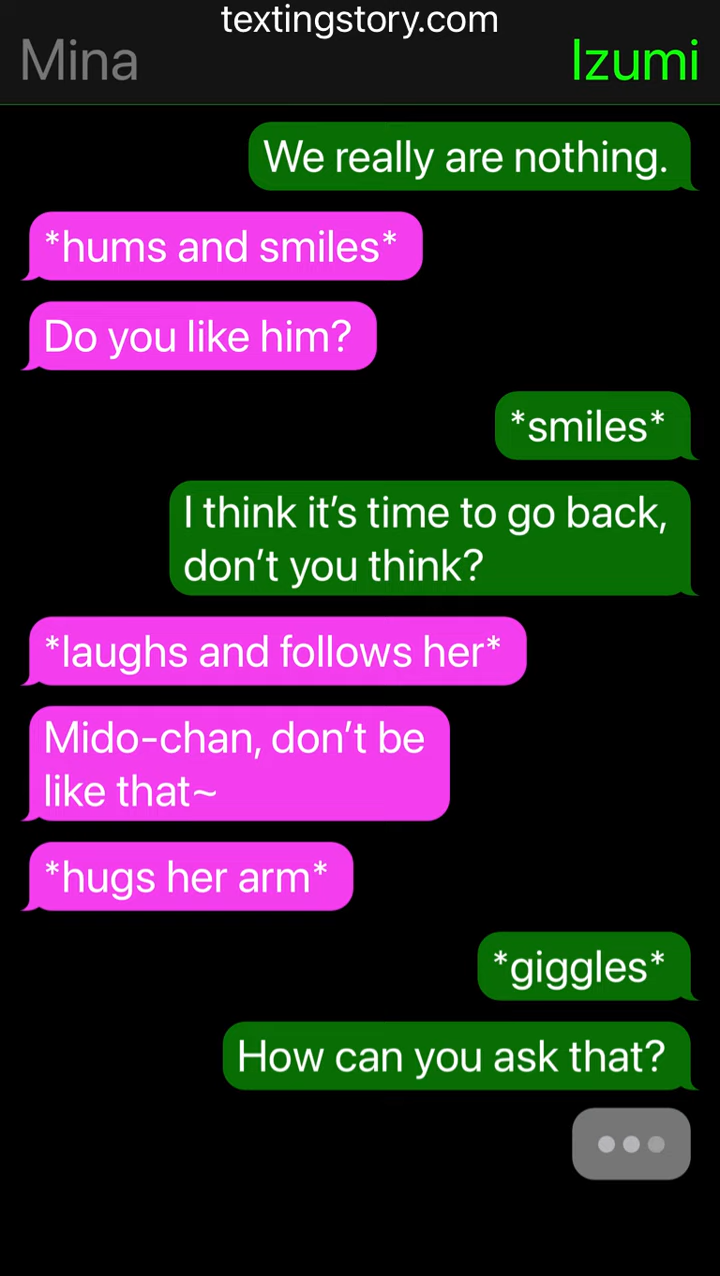 textingstory.com
Mina
Izumi
We really are nothing.
*hums and smiles*
Do you like him?
*smiles*
I think it’s time to go back,
don’t you think?
*laughs and follows her*
Mido-chan, don’t be
like that~
*hugs her arm*
*giggles*
How can you ask that?